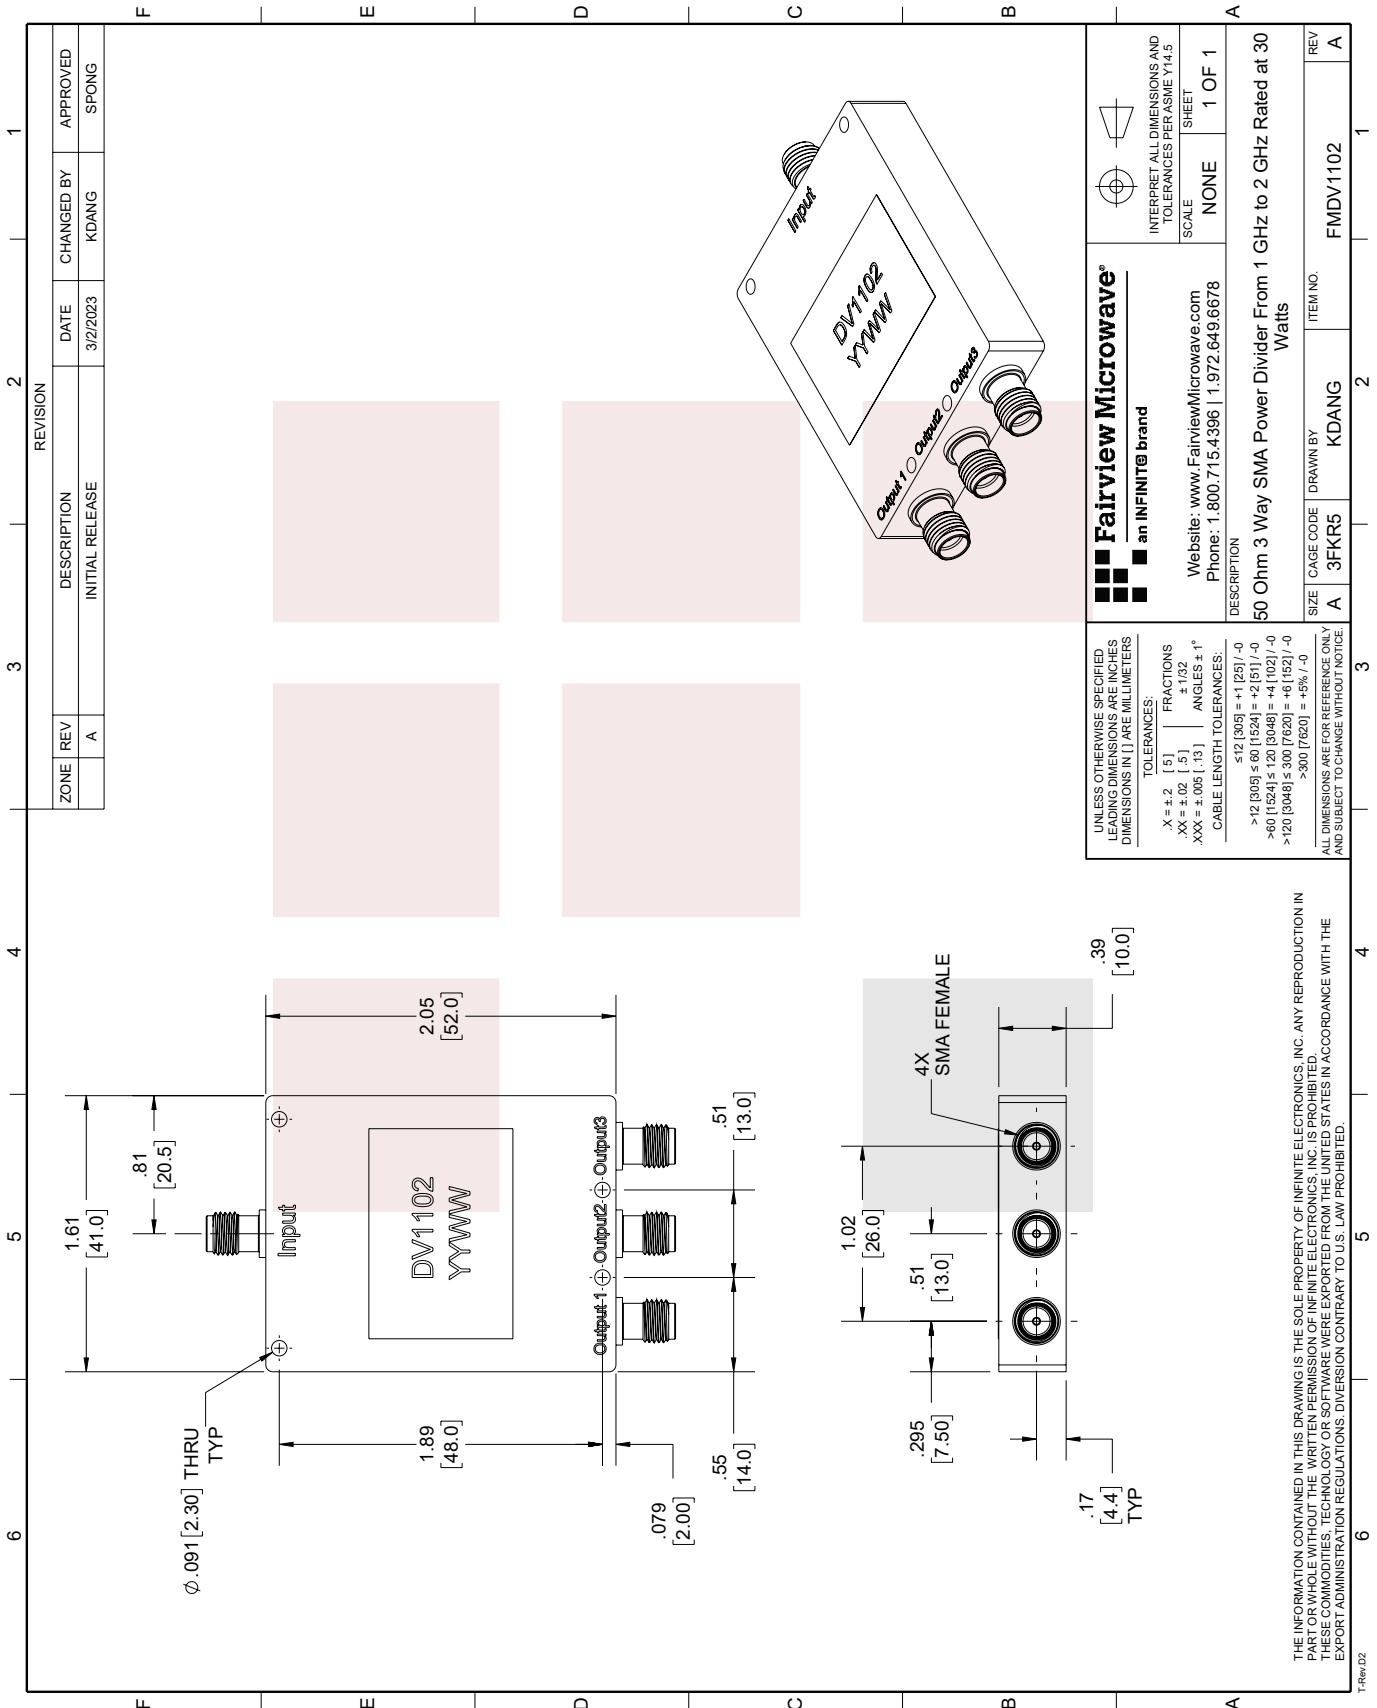 REVISION
ZONE REV DESCRIPTION DATE CHANGED BY APPROVED
A INITIAL RELEASE 3/2/2023 KDANG SPONG
6 5 4 3 2 1
F
E
D
C
B
A
Ø.091 [2.30] THRU
TYP
1.61
[41.0]
.81
[20.5]
Input
DV1102
YYWW
Output 1 Output2 Output3
2.05
[52.0]
1.89
[48.0]
.079
[2.00]
.55
[14.0]
.51
[13.0]
1.02
[26.0]
.51
[13.0]
.295
[7.50]
.17
[4.4]
TYP
4X
SMA FEMALE
.39
[10.0]
Input
DV1102
YYWW
Output 1 Output2 Output3
THE INFORMATION CONTAINED IN THIS DRAWING IS THE SOLE PROPERTY OF INFINITE ELECTRONICS, INC. ANY REPRODUCTION IN
PART OR WHOLE WITHOUT THE WRITTEN PERMISSION OF INFINITE ELECTRONICS, INC. IS PROHIBITED.
THESE COMMODITIES, TECHNOLOGY OR SOFTWARE WERE EXPORTED FROM THE UNITED STATES IN ACCORDANCE WITH THE
EXPORT ADMINISTRATION REGULATIONS. DIVERSION CONTRARY TO U.S. LAW PROHIBITED.
UNLESS OTHERWISE SPECIFIED
LEADING DIMENSIONS ARE INCHES
DIMENSIONS IN [ ] ARE MILLIMETERS
TOLERANCES:
.X = ±.2 [ 5 ] FRACTIONS
.XX = ±.02 [ .5 ] ± 1/32
.XXX = ±.005 [ .13 ] ANGLES ± 1°
CABLE LENGTH TOLERANCES:
≤12 [305] = +1 [25] / -0
>12 [305] ≤ 60 [1524] = +2 [51] / -0
>60 [1524] ≤ 120 [3048] = +4 [102] / -0
>120 [3048] ≤ 300 [7620] = +6 [152] / -0
>300 [7620] = +5% / -0
ALL DIMENSIONS ARE FOR REFERENCE ONLY
AND SUBJECT TO CHANGE WITHOUT NOTICE.
Fairview Microwave®
an INFINIT⊜ brand
Website: www.FairviewMicrowave.com
Phone: 1.800.715.4396 | 1.972.649.6678
INTERPRET ALL DIMENSIONS AND
TOLERANCES PER ASME Y14.5
SCALE NONE
SHEET 1 OF 1
DESCRIPTION
50 Ohm 3 Way SMA Power Divider From 1 GHz to 2 GHz Rated at 30
Watts
SIZE A
CAGE CODE 3FKR5
DRAWN BY KDANG
ITEM NO. FMDV1102
REV A
6 5 4 3 2 1
F
E
D
C
B
A
T-Rev.D2